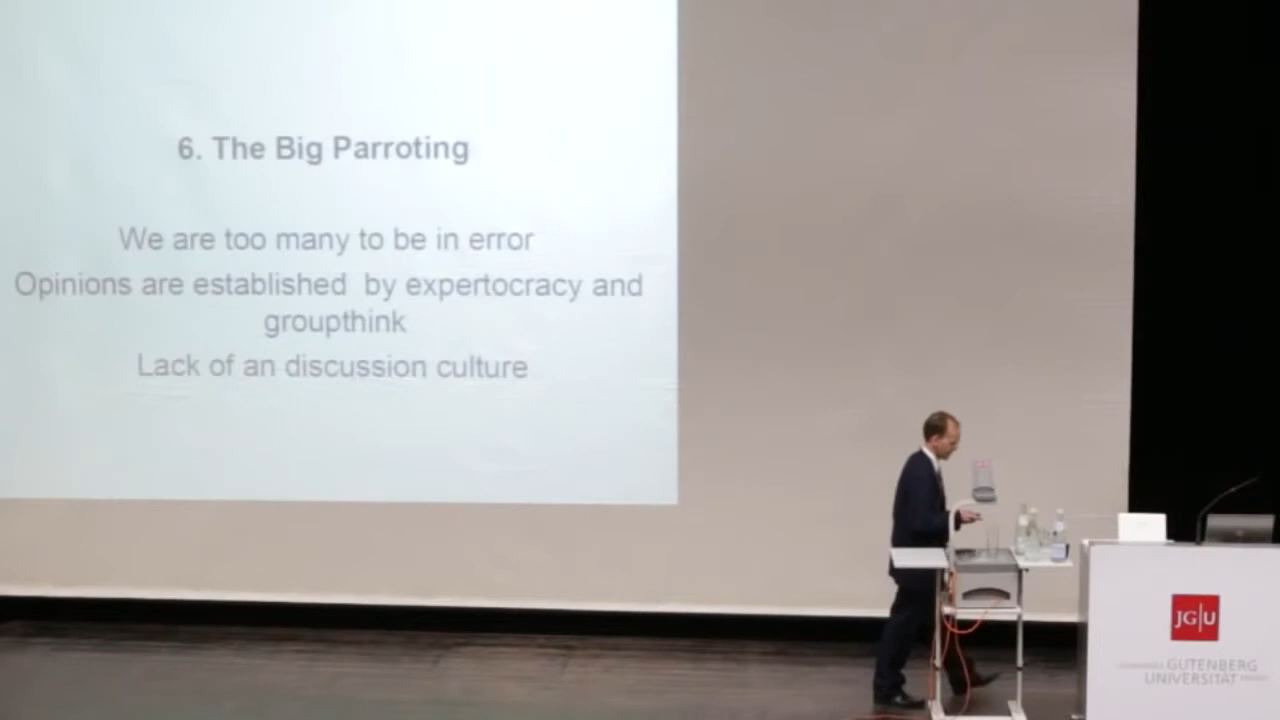 6. The Big Parroting
We are too many to be in error
Opinions are established by expertocracy and
groupthink
Lack of an discussion culture
JG|U
GUTENBERG
UNIVERSITÄT